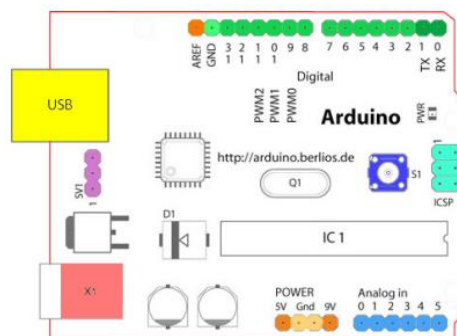 AREF
GND
13
12
11
10
9
8
7
6
5
4
3
2
1
0
TX
RX
Digital
USB
PWM2
PWM1
PWM0
Arduino
PWR
http://arduino.berlios.de
SV1
1
Q1
S1
1
ICSP
D1
IC 1
X1
POWER
5V Gnd 9V
Analog in
0 1 2 3 4 5